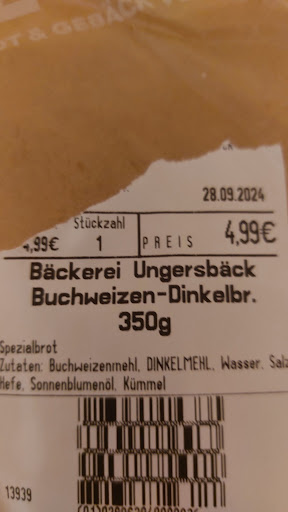 T & GEBÄCK
28.09.2024
Stückzahl
4,99€ 1 PREIS 4,99€
Bäckerei Ungersbäck
Buchweizen-Dinkelbr.
350g
Spezialbrot
Zutaten: Buchweizenmehl, DINKELMEHL, Wasser, Salz
Hefe, Sonnenblumenöl, Kümmel
13939